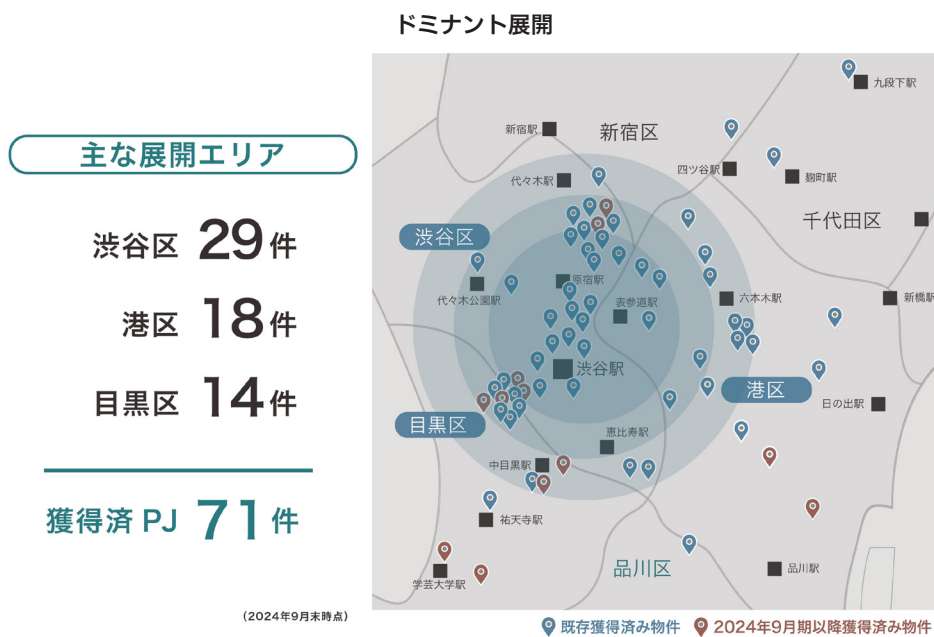 ドミナント展開
主な展開エリア
渋谷区 29件
港区 18件
目黒区 14件
獲得済PJ 71件
(2024年9月末時点)
九段下駅
新宿駅
新宿区
四ツ谷駅
麹町駅
代々木駅
千代田区
渋谷区
原宿駅
代々木公園駅
表参道駅
六本木駅
新橋駅
渋谷駅
港区
日の出駅
目黒区
恵比寿駅
中目黒駅
祐天寺駅
品川区
品川駅
学芸大学駅
既存獲得済み物件
2024年9月期以降獲得済み物件